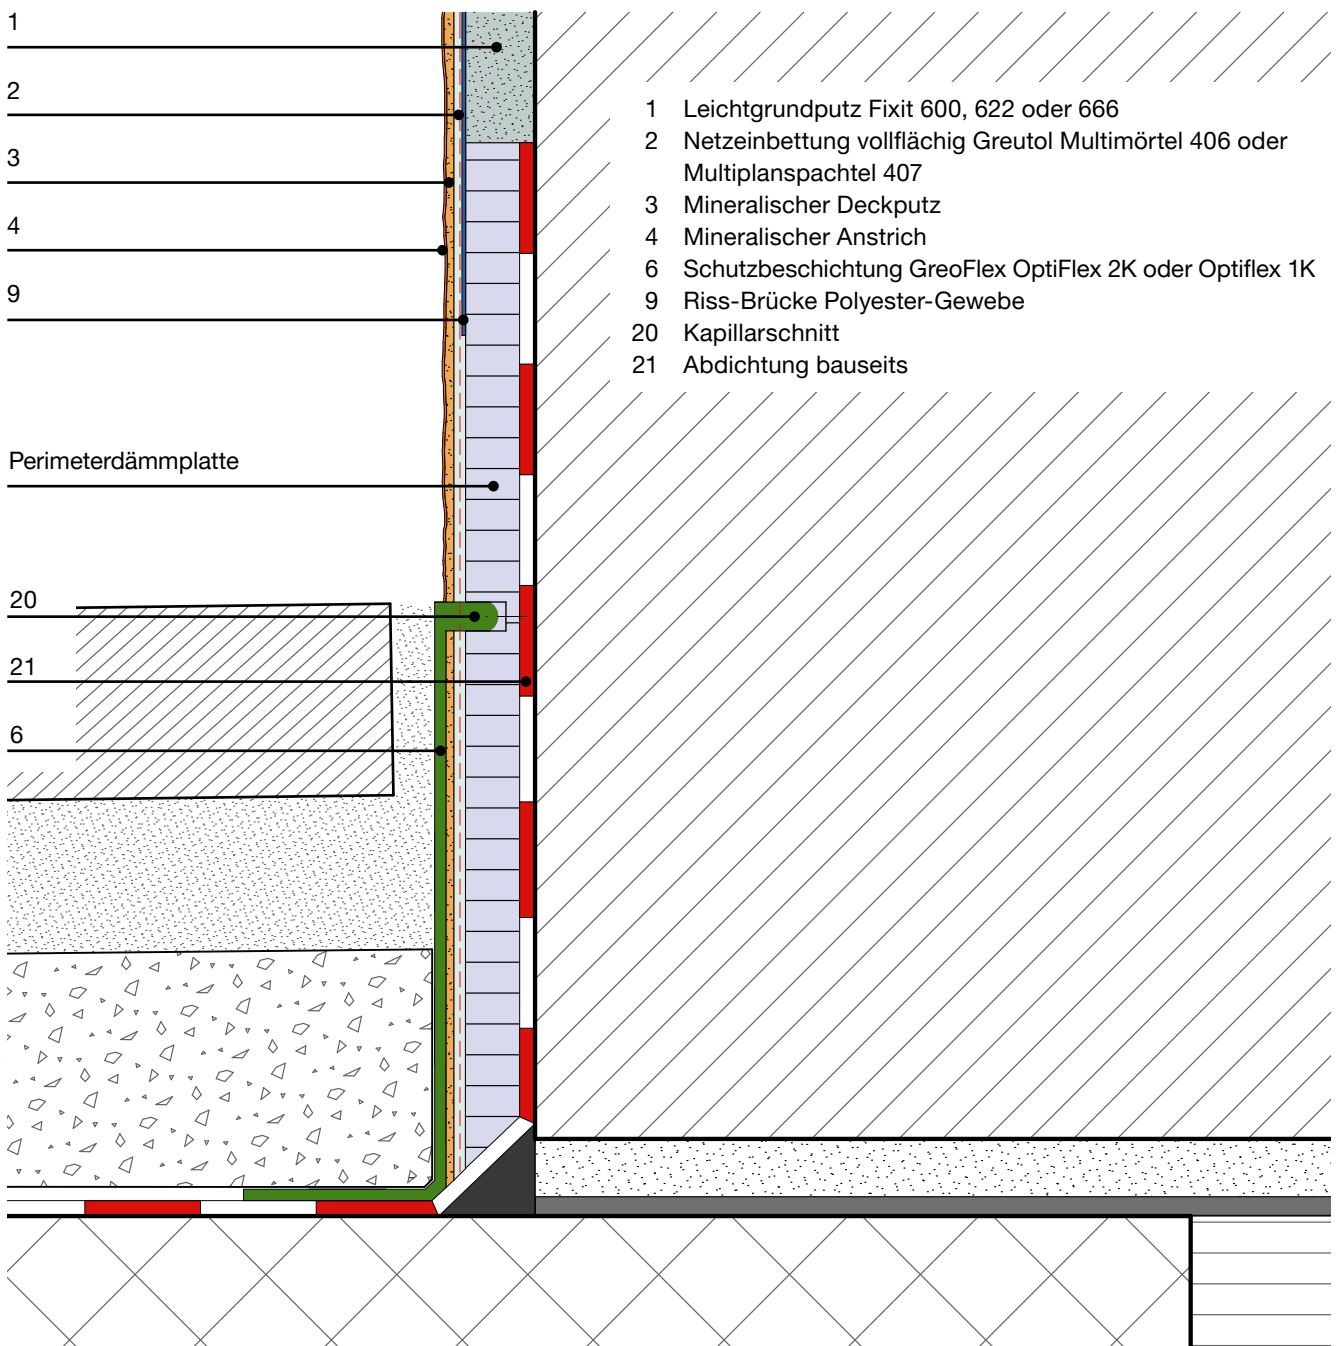 1
2
3
4
9
Perimeterdämmplatte
20
21
6
1 Leichtgrundputz Fixit 600, 622 oder 666
2 Netzeinbettung vollflächig Greutol Multimörtel 406 oder
Multiplanspachtel 407
3 Mineralischer Deckputz
4 Mineralischer Anstrich
6 Schutzbeschichtung GreoFlex OptiFlex 2K oder Optiflex 1K
9 Riss-Brücke Polyester-Gewebe
20 Kapillarschnitt
21 Abdichtung bauseits